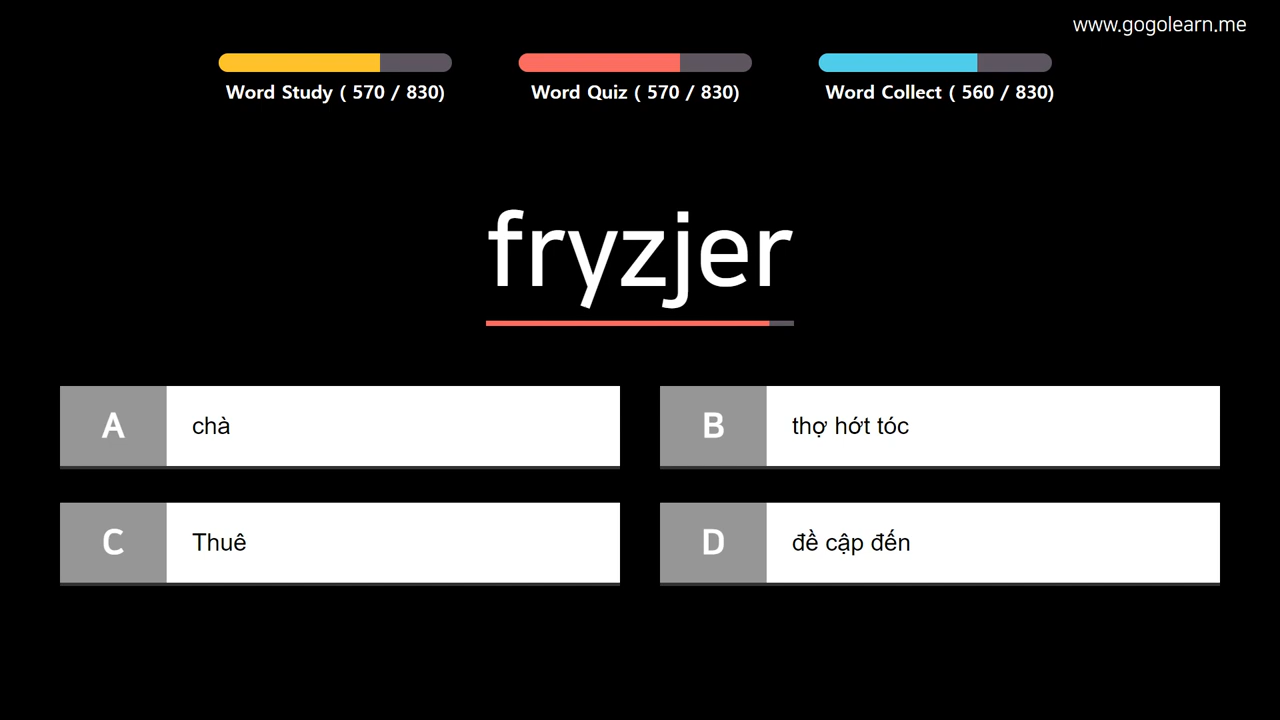 www.gogolearn.me
Word Study ( 570 / 830)
Word Quiz ( 570 / 830)
Word Collect ( 560 / 830)
fryzjer
A chà
B thợ hớt tóc
C Thuê
D đề cập đến